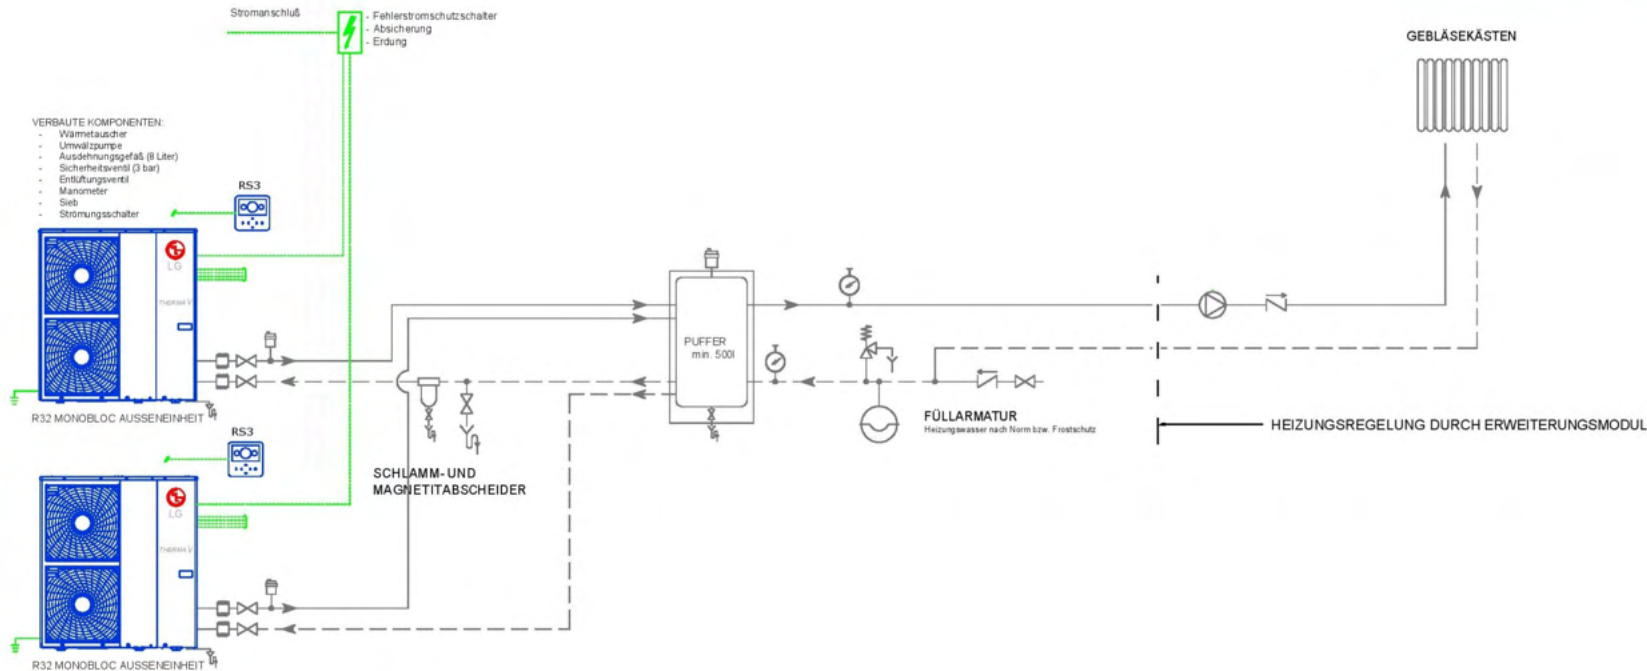 Stromanschluß
- Fehlerstromschutzschalter
- Absicherung
- Erdung
GEBLÄSEKÄSTEN
VERBAUTE KOMPONENTEN:
- Wärmetauscher
- Umwälzpumpe
- Ausdehnungsgefäß (8 Liter)
- Sicherheitsventil (3 bar)
- Entlüftungsventil
- Manometer
- Sieb
- Strömungsschalter
RS3
LG
THERMA V
R32 MONOBLOC AUSSENEINHEIT
PUFFER
min. 500l
FÜLLARMATUR
Heizungswasser nach Norm bzw. Frostschutz
HEIZUNGSREGELUNG DURCH ERWEITERUNGSMODUL
SCHLAMM- UND
MAGNETITABSCHEIDER
RS3
LG
THERMA V
R32 MONOBLOC AUSSENEINHEIT